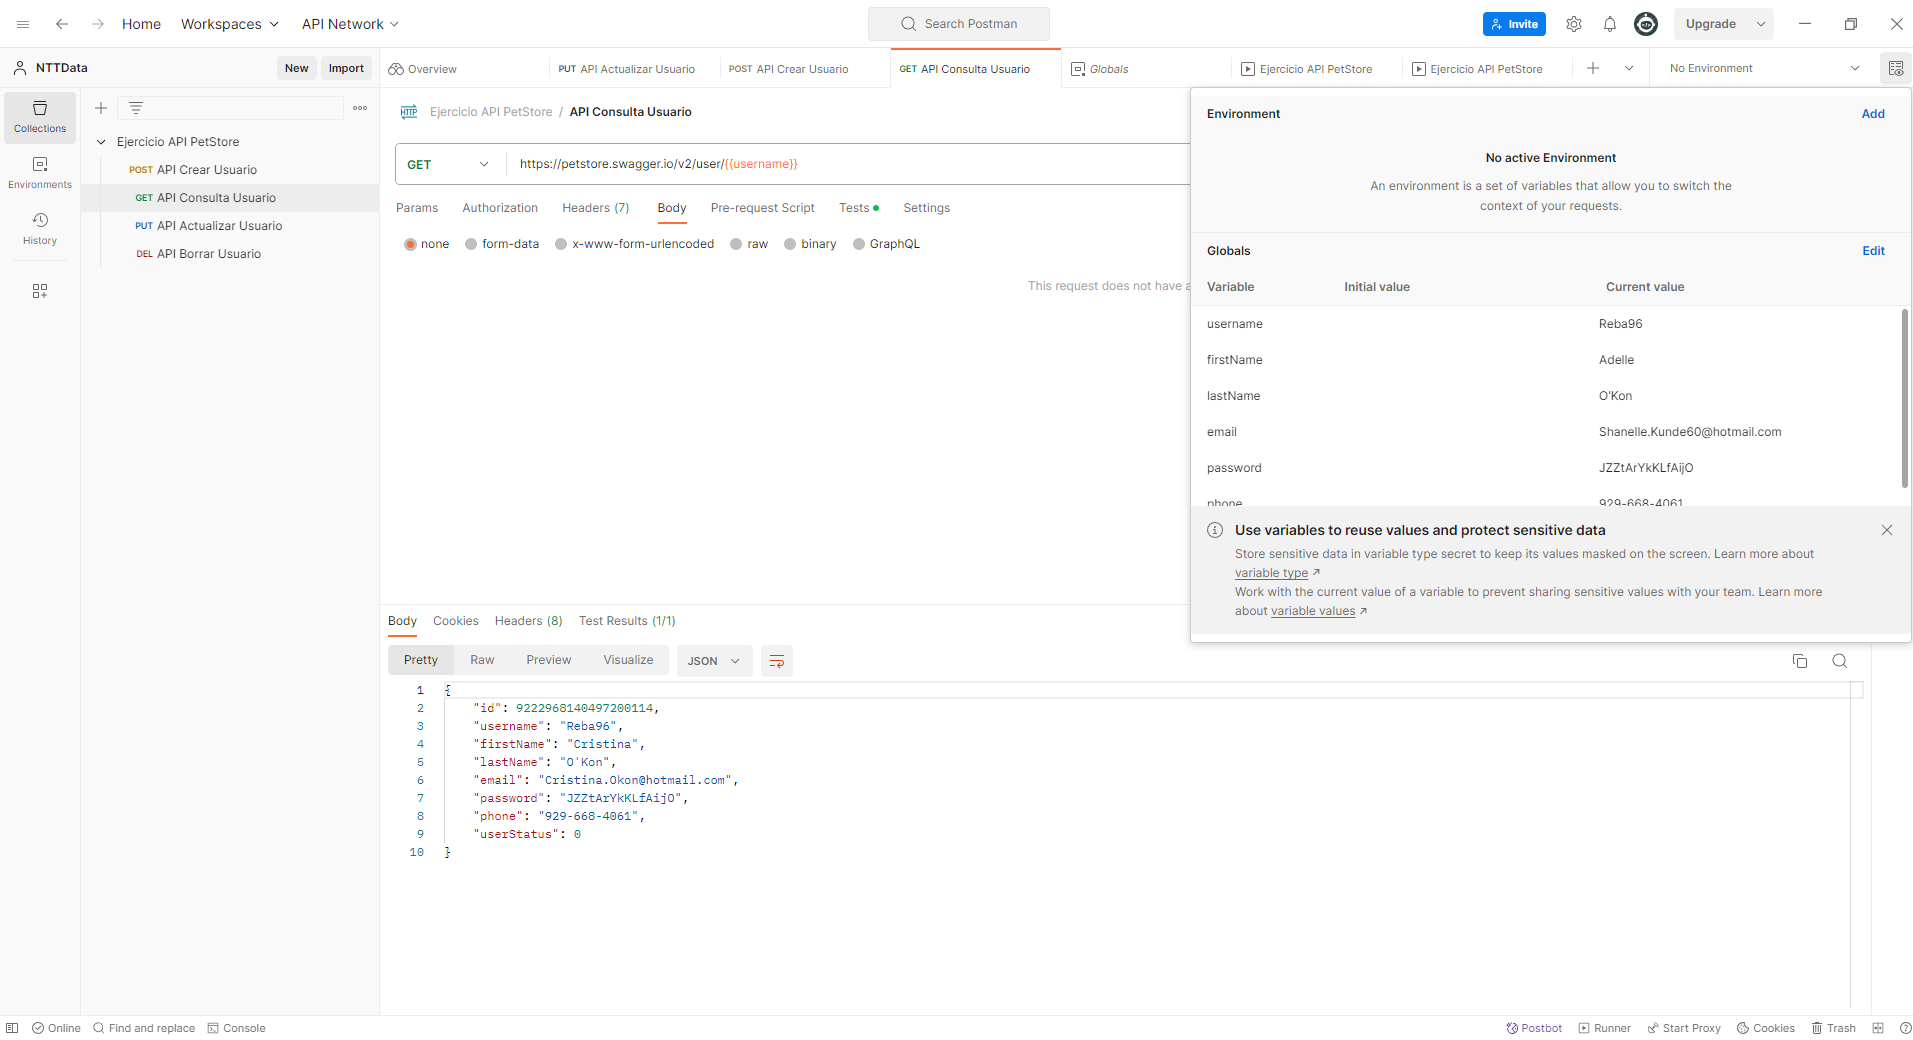 Home Workspaces API Network Search Postman Invite Upgrade
NTTData New Import Overview PUT API Actualizar Usuario POST API Crear Usuario GET API Consulta Usuario Globals Ejercicio API PetStore Ejercicio API PetStore No Environment
Collections
Environments
History
Ejercicio API PetStore
POST API Crear Usuario
GET API Consulta Usuario
PUT API Actualizar Usuario
DEL API Borrar Usuario
HTTP Ejercicio API PetStore / API Consulta Usuario
GET https://petstore.swagger.io/v2/user/{{username}}
Params Authorization Headers (7) Body Pre-request Script Tests Settings
none form-data x-www-form-urlencoded raw binary GraphQL
This request does not have a
Environment Add
No active Environment
An environment is a set of variables that allow you to switch the
context of your requests.
Globals Edit
Variable Initial value Current value
username Reba96
firstName Adelle
lastName O'Kon
email Shanelle.Kunde60@hotmail.com
password JZZtArYkKLfAijO
phone 929-668-4061
Use variables to reuse values and protect sensitive data
Store sensitive data in variable type secret to keep its values masked on the screen. Learn more about
variable type ↗
Work with the current value of a variable to prevent sharing sensitive values with your team. Learn more
about variable values ↗
Body Cookies Headers (8) Test Results (1/1)
Pretty Raw Preview Visualize JSON
1 {
2 "id": 9222968140497200114,
3 "username": "Reba96",
4 "firstName": "Cristina",
5 "lastName": "O'Kon",
6 "email": "Cristina.Okon@hotmail.com",
7 "password": "JZZtArYkKLfAijO",
8 "phone": "929-668-4061",
9 "userStatus": 0
10 }
Online Find and replace Console Postbot Runner Start Proxy Cookies Trash